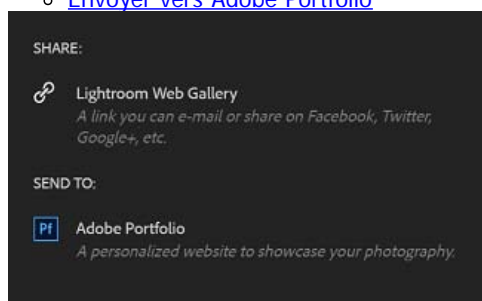 Envoyer vers Adobe Portfolio
SHARE:
Lightroom Web Gallery
A link you can e-mail or share on Facebook, Twitter,
Google+, etc.
SEND TO:
Pf Adobe Portfolio
A personalized website to showcase your photography.